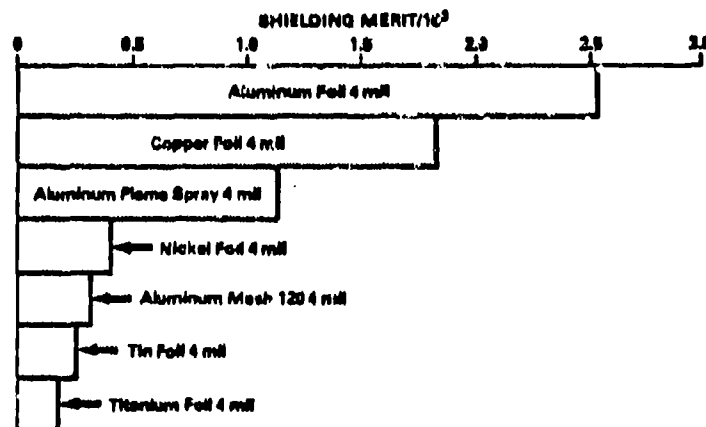 SHIELDING MERIT/10³
0 0.5 1.0 1.5 2.0 2.5 3.0
Aluminum Foil 4 mil
Copper Foil 4 mil
Aluminum Flame Spray 4 mil
Nickel Foil 4 mil
Aluminum Mesh 120 4 mil
Tin Foil 4 mil
Titanium Foil 4 mil